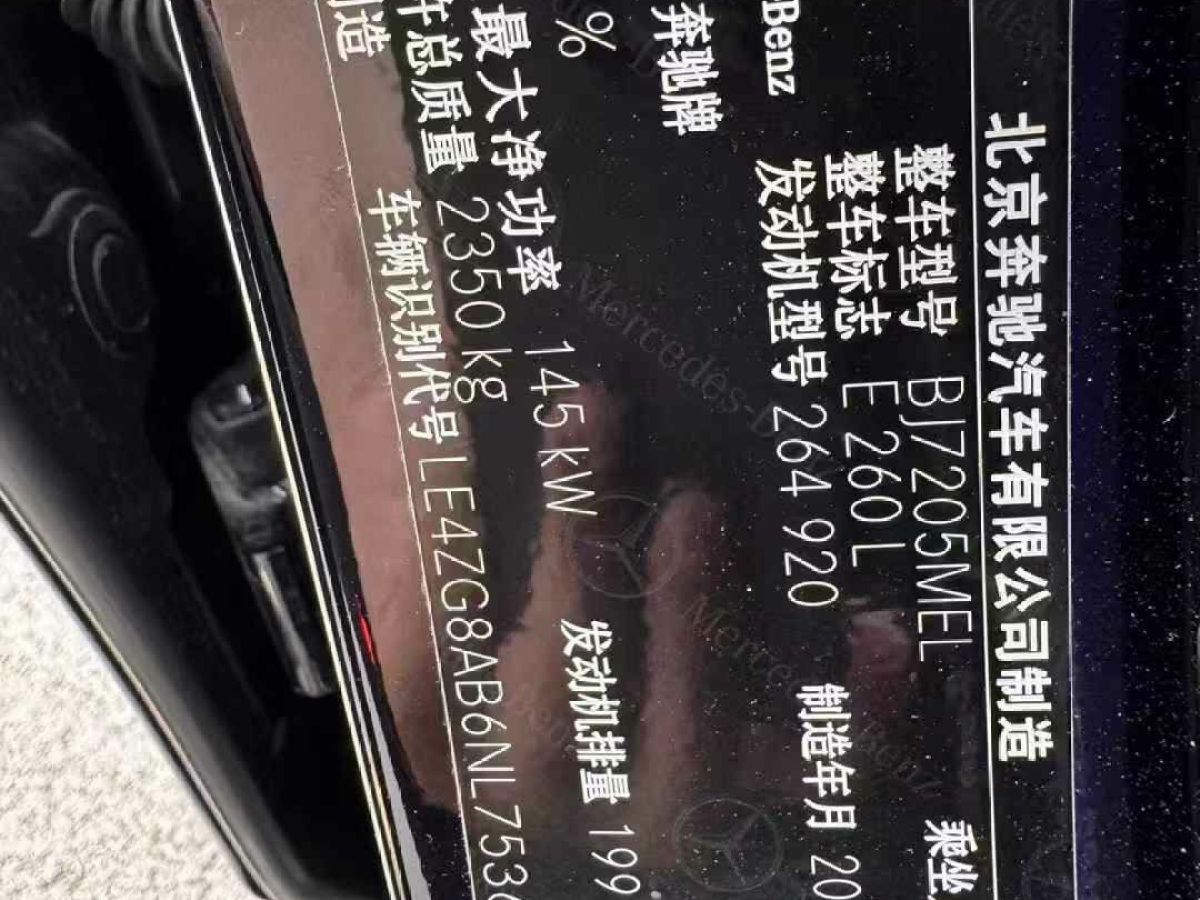 北京奔驰汽车有限公司制造
整车型号 BJ7205MEL 乘坐
整车标志 E 260 L
发动机型号 264 920 制造年月 20
Benz
奔驰牌
% 发动机排量 199
最大净功率 145 kW
车总质量 2350 kg
车辆识别代号 LE4ZG8AB6NL7536
制造